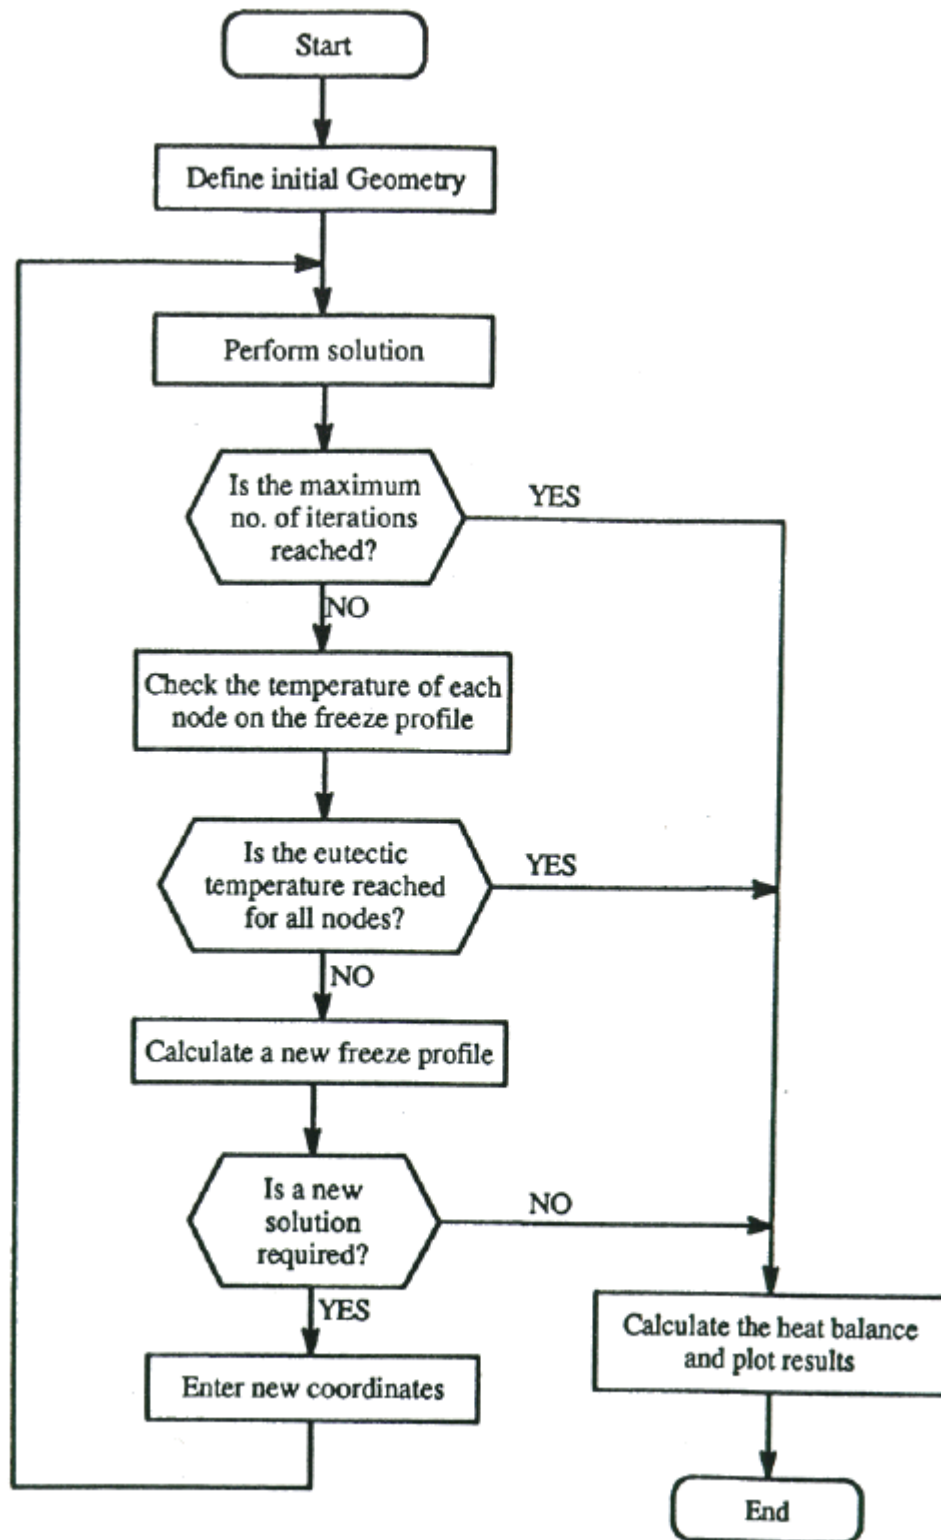 Start
Define initial Geometry
Perform solution
Is the maximum
no. of iterations
reached?
YES
NO
Check the temperature of each
node on the freeze profile
Is the eutectic
temperature reached
for all nodes?
YES
NO
Calculate a new freeze profile
Is a new
solution
required?
NO
YES
Calculate the heat balance
and plot results
Enter new coordinates
End